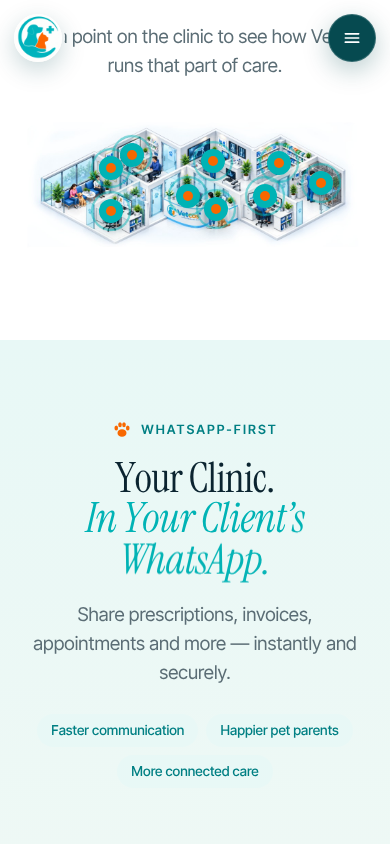 point on the clinic to see how
runs that part of care.
WHATSAPP-FIRST
Your Clinic.
In Your Client’s
WhatsApp.
Share prescriptions, invoices,
appointments and more — instantly and
securely.
Faster communication
Happier pet parents
More connected care